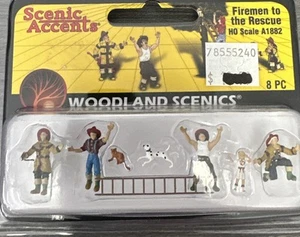 Scenic
Accents®
Firemen to
the Rescue
HO Scale A1882
78555240
$
8 PC
WOODLAND SCENICS®